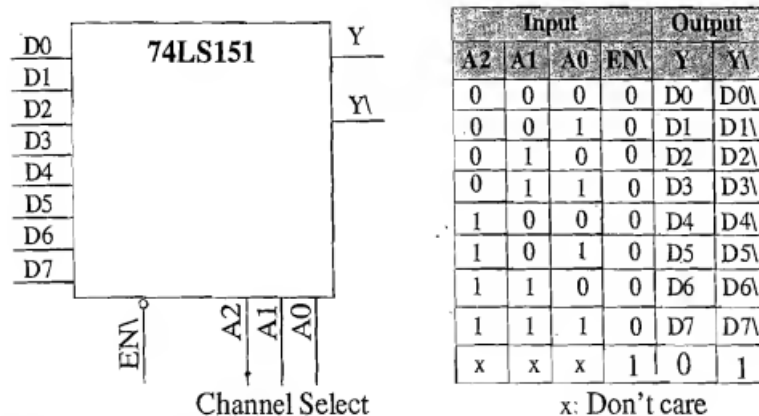 74LS151
D0
D1
D2
D3
D4
D5
D6
D7
Y
Y\
EN\
A2
A1
A0
Channel Select
Input Output
A2 A1 A0 EN\ Y Y\
0 0 0 0 D0 D0\
0 0 1 0 D1 D1\
0 1 0 0 D2 D2\
0 1 1 0 D3 D3\
1 0 0 0 D4 D4\
1 0 1 0 D5 D5\
1 1 0 0 D6 D6\
1 1 1 0 D7 D7\
x x x 1 0 1
x: Don't care